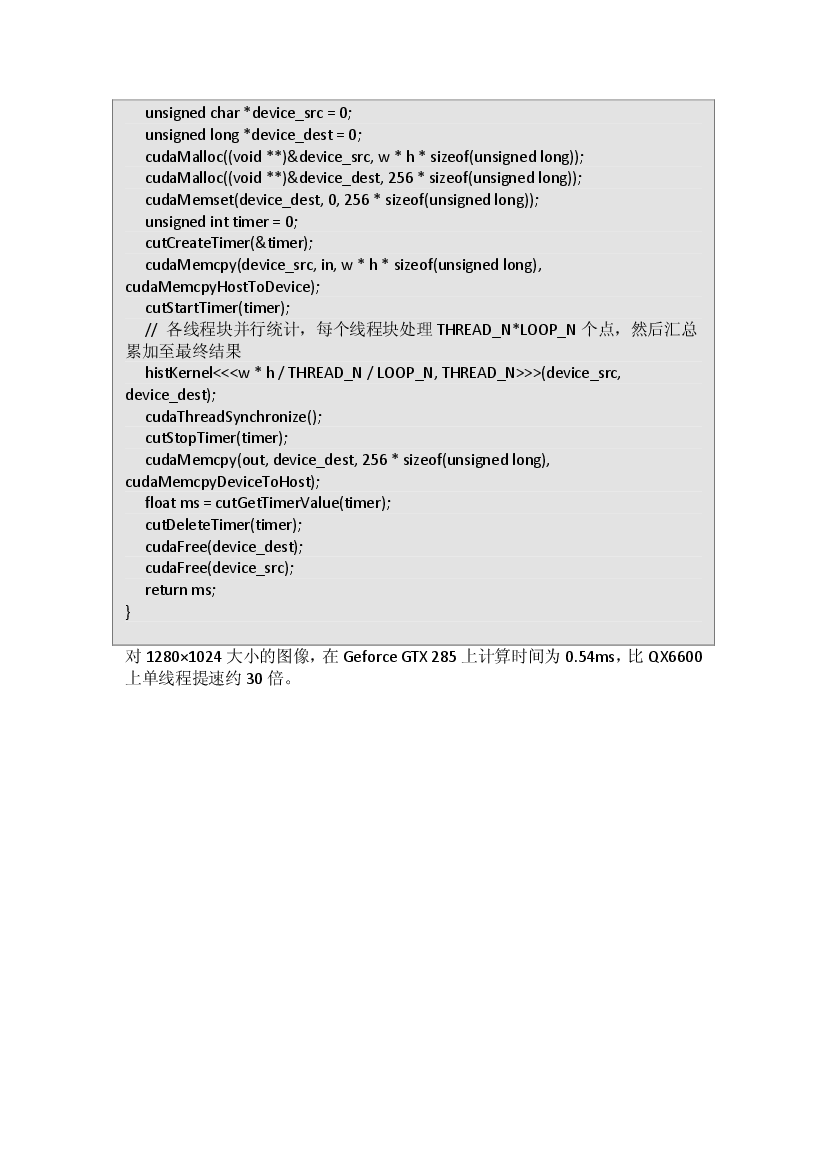 unsigned char *device_src = 0;
unsigned long *device_dest = 0;
cudaMalloc((void **)&device_src, w * h * sizeof(unsigned long));
cudaMalloc((void **)&device_dest, 256 * sizeof(unsigned long));
cudaMemset(device_dest, 0, 256 * sizeof(unsigned long));
unsigned int timer = 0;
cutCreateTimer(&timer);
cudaMemcpy(device_src, in, w * h * sizeof(unsigned long),
cudaMemcpyHostToDevice);
cutStartTimer(timer);
// 各线程块并行统计，每个线程块处理 THREAD_N*LOOP_N 个点，然后汇总
累加至最终结果
histKernel<<<w * h / THREAD_N / LOOP_N, THREAD_N>>>(device_src,
device_dest);
cudaThreadSynchronize();
cutStopTimer(timer);
cudaMemcpy(out, device_dest, 256 * sizeof(unsigned long),
cudaMemcpyDeviceToHost);
float ms = cutGetTimerValue(timer);
cutDeleteTimer(timer);
cudaFree(device_dest);
cudaFree(device_src);
return ms;
}
对 1280×1024 大小的图像，在 Geforce GTX 285 上计算时间为 0.54ms，比 QX6600
上单线程提速约 30 倍。